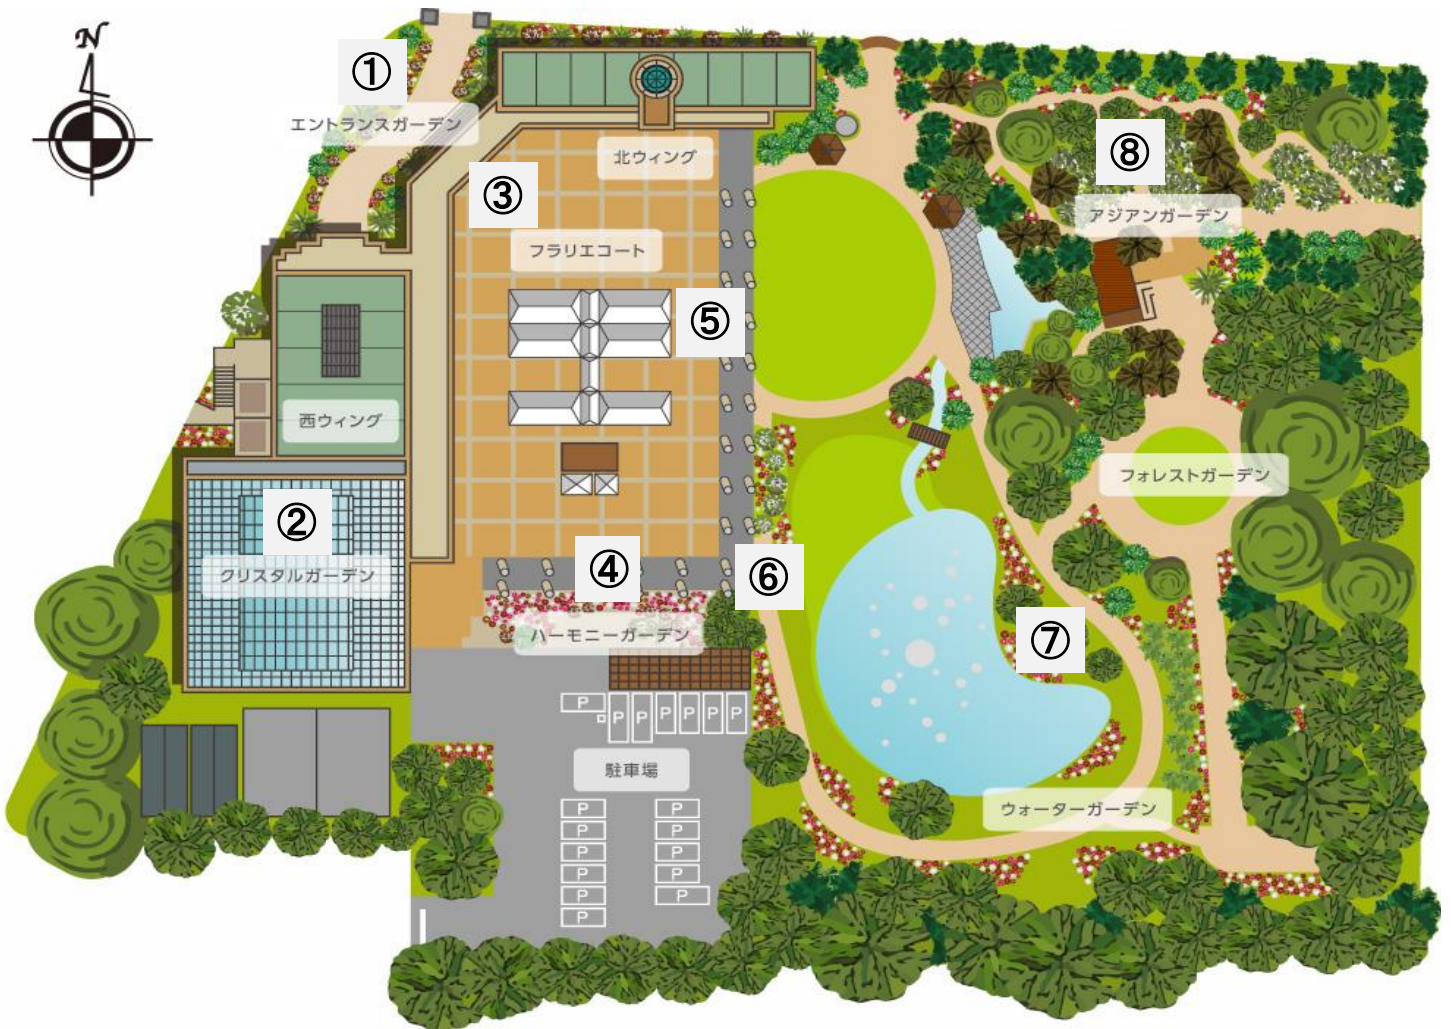 N
①
エントランスガーデン
北ウィング
⑧
③
アジアンガーデン
フラリエコート
⑤
西ウィング
フォレストガーデン
②
クリスタルガーデン
④
⑥
ハーモニーガーデン
⑦
P
P
P
P
P
P
P
駐車場
ウォーターガーデン
P
P
P
P
P
P
P
P
P
P
P